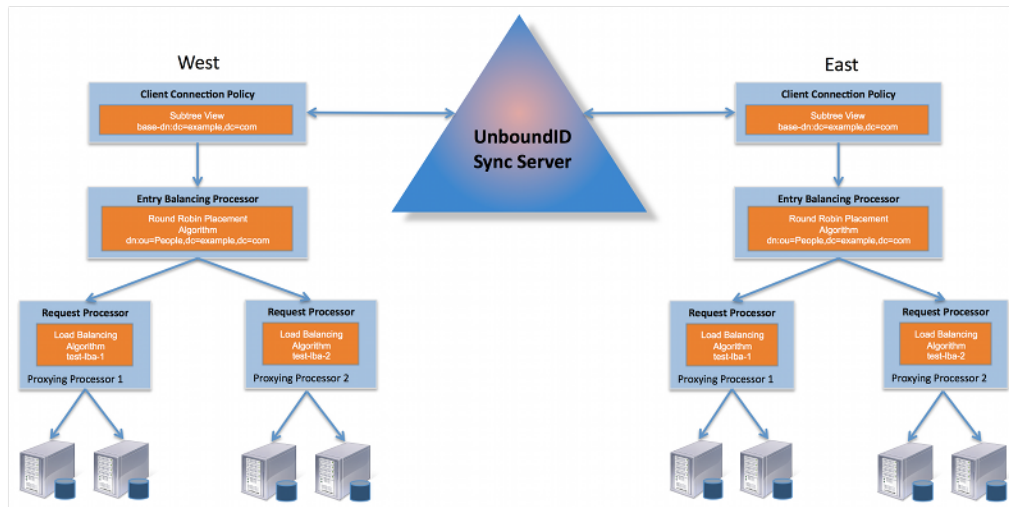 West
East
Client Connection Policy
Subtree View
base-dn:dc=example,dc=com
UnboundID
Sync Server
Client Connection Policy
Subtree View
base-dn:dc=example,dc=com
Entry Balancing Processor
Round Robin Placement
Algorithm
dn:ou=People,dc=example,dc=com
Entry Balancing Processor
Round Robin Placement
Algorithm
dn:ou=People,dc=example,dc=com
Request Processor
Load Balancing
Algorithm
test-lba-1
Proxying Processor 1
Request Processor
Load Balancing
Algorithm
test-lba-2
Proxying Processor 2
Request Processor
Load Balancing
Algorithm
test-lba-1
Proxying Processor 1
Request Processor
Load Balancing
Algorithm
test-lba-2
Proxying Processor 2